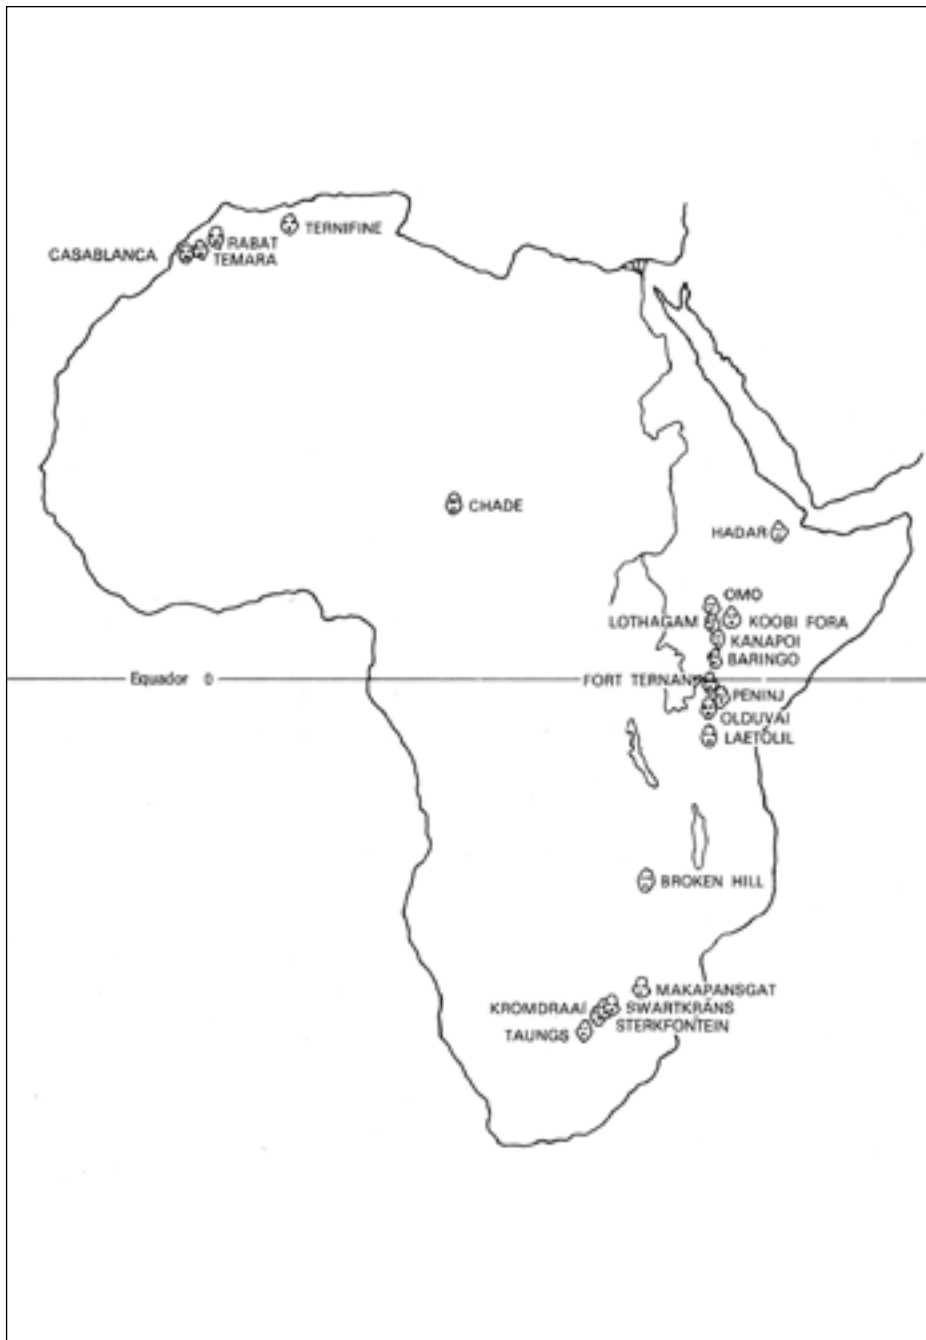 TERNIFINE
RABAT
CASABLANCA
TEMARA
CHADE
HADAR
OMO
LOTHAGAM
KOOBI FORA
KANAPOI
BARINGO
Equador 0
FORT TERNAN
PENINJ
OLDUVAI
LAETOLIL
BROKEN HILL
MAKAPANSGAT
KROMDRAAI
SWARTKRANS
STERKFONTEIN
TAUNGS